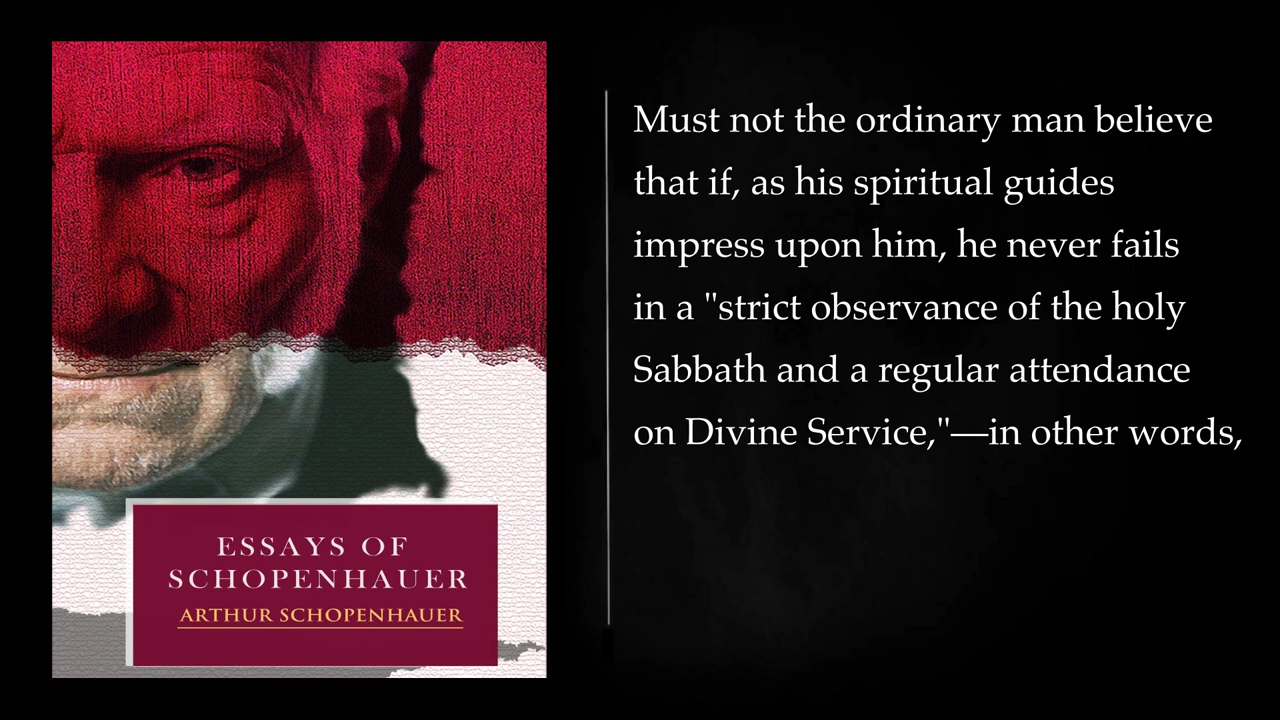 ESSAYS OF
SCHOPENHAUER
ARTHUR SCHOPENHAUER
Must not the ordinary man believe
that if, as his spiritual guides
impress upon him, he never fails
in a "strict observance of the holy
Sabbath and a regular attendance
on Divine Service,"—in other words,